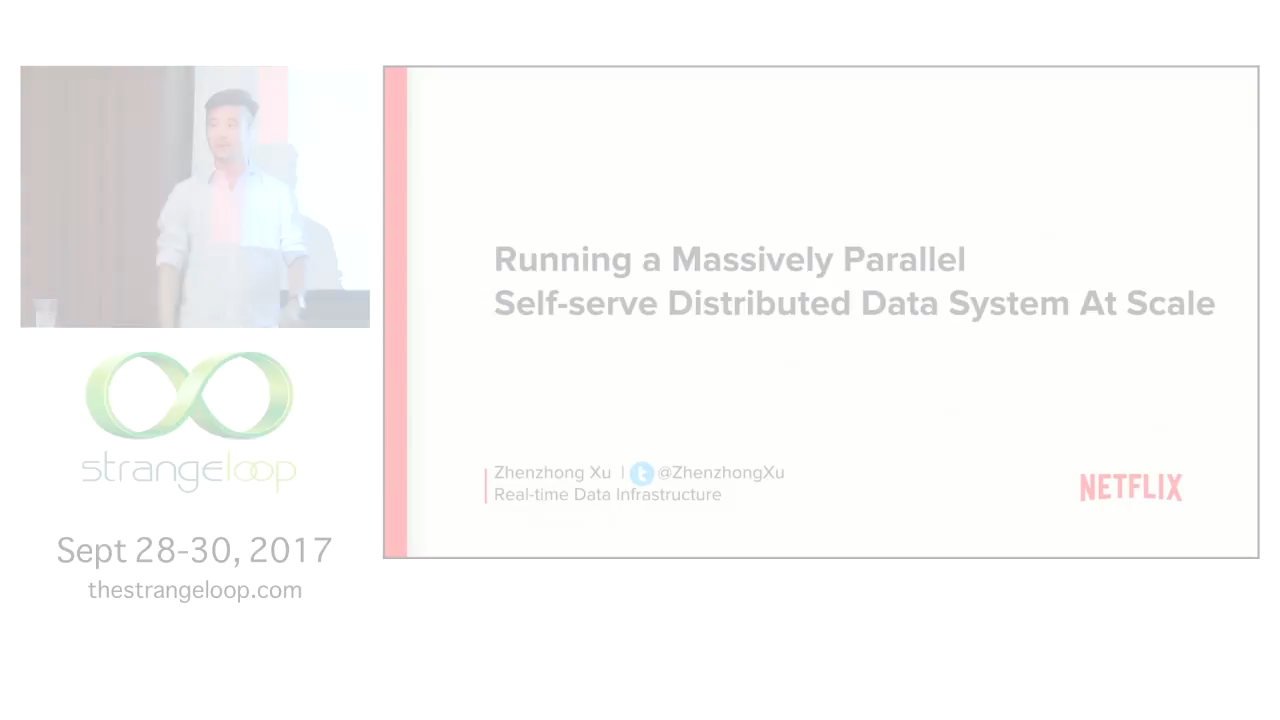 Running a Massively Parallel
Self-serve Distributed Data System At Scale
Zhenzhong Xu | @ZhenzhongXu
Real-time Data Infrastructure
NETFLIX
strangeloop
Sept 28-30, 2017
thestrangeloop.com